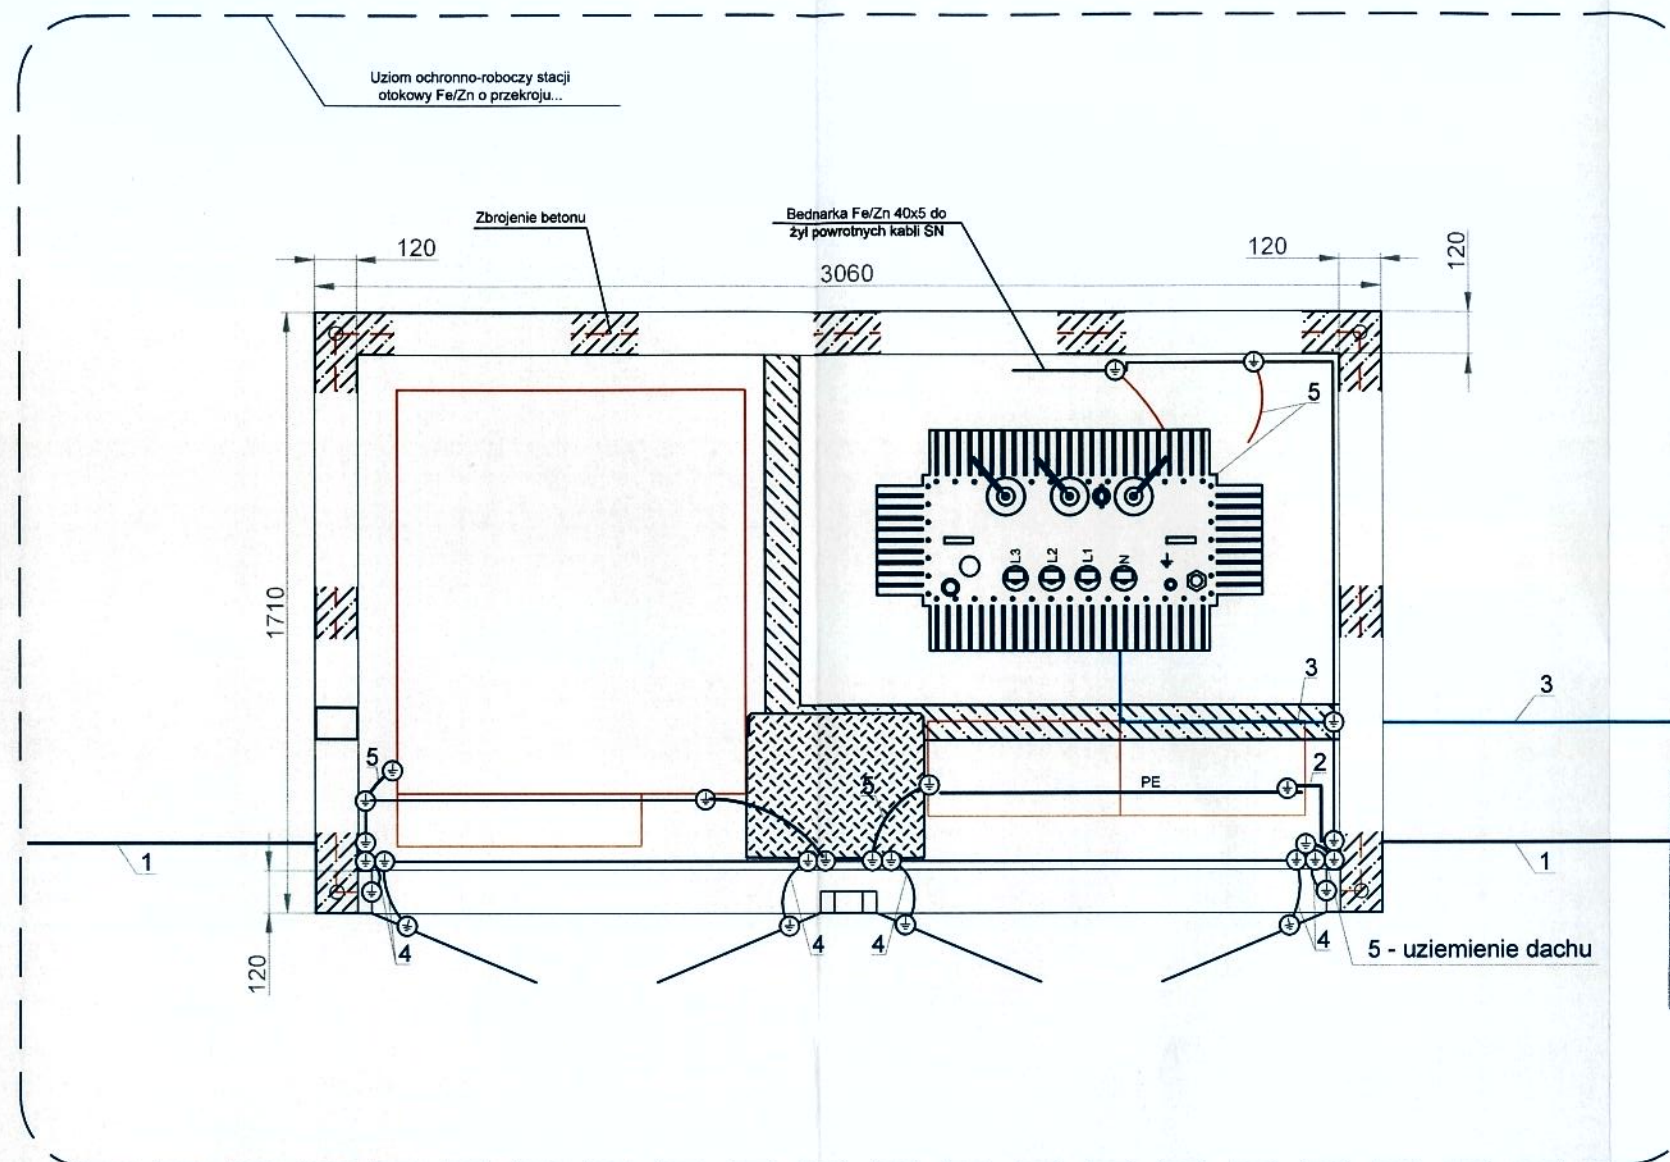 Uziom ochronno-roboczy stacji
otokowy Fe/Zn o przekroju...
Zbrojenie betonu
Bednarka Fe/Zn 40x5 do
żył powrotnych kabli SN
120
3060
120
120
5
1710
L3
L2
L1
N
3
3
5
5
PE
2
1
1
4
4
4
4
120
5 - uziemienie dachu